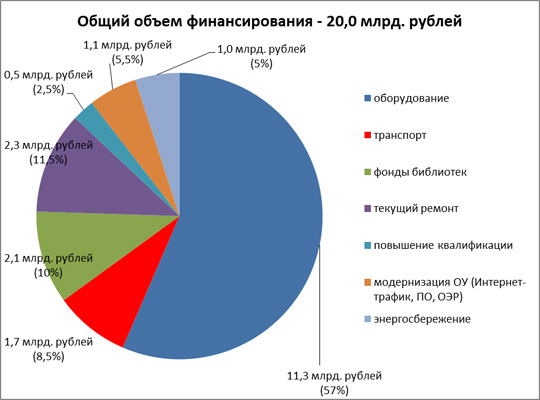 Общий объем финансирования - 20,0 млрд. рублей
1,1 млрд. рублей
(5,5%)
1,0 млрд. рублей
(5%)
0,5 млрд. рублей
(2,5%)
2,3 млрд. рублей
(11,5%)
2,1 млрд. рублей
(10%)
1,7 млрд. рублей
(8,5%)
11,3 млрд. рублей
(57%)
оборудование
транспорт
фонды библиотек
текущий ремонт
повышение квалификации
модернизация ОУ (Интернет-
трафик, ПО, ОЭР)
энергосбережение